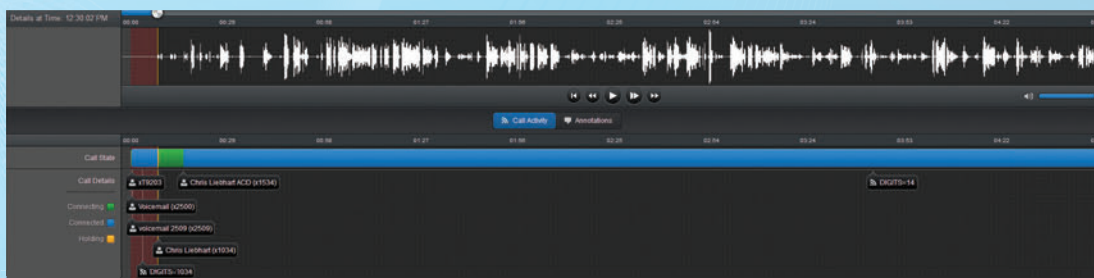 Details at Time: 12:30:02 PM
00:00 00:29 00:58 01:27 01:56 02:25 02:54 03:24 03:53 04:22
Call Activity Annotations
00:00 00:29 00:58 01:27 01:56 02:25 02:54 03:24 03:53 04:22
Call State
Call Details xT9203 Chris Liebhart ACD (x1534) DIGITS=14
Connecting Voicemail (x2500)
Connected voicemail 2509 (x2509)
Holding
Chris Liebhart (x1034)
DIGITS=1034